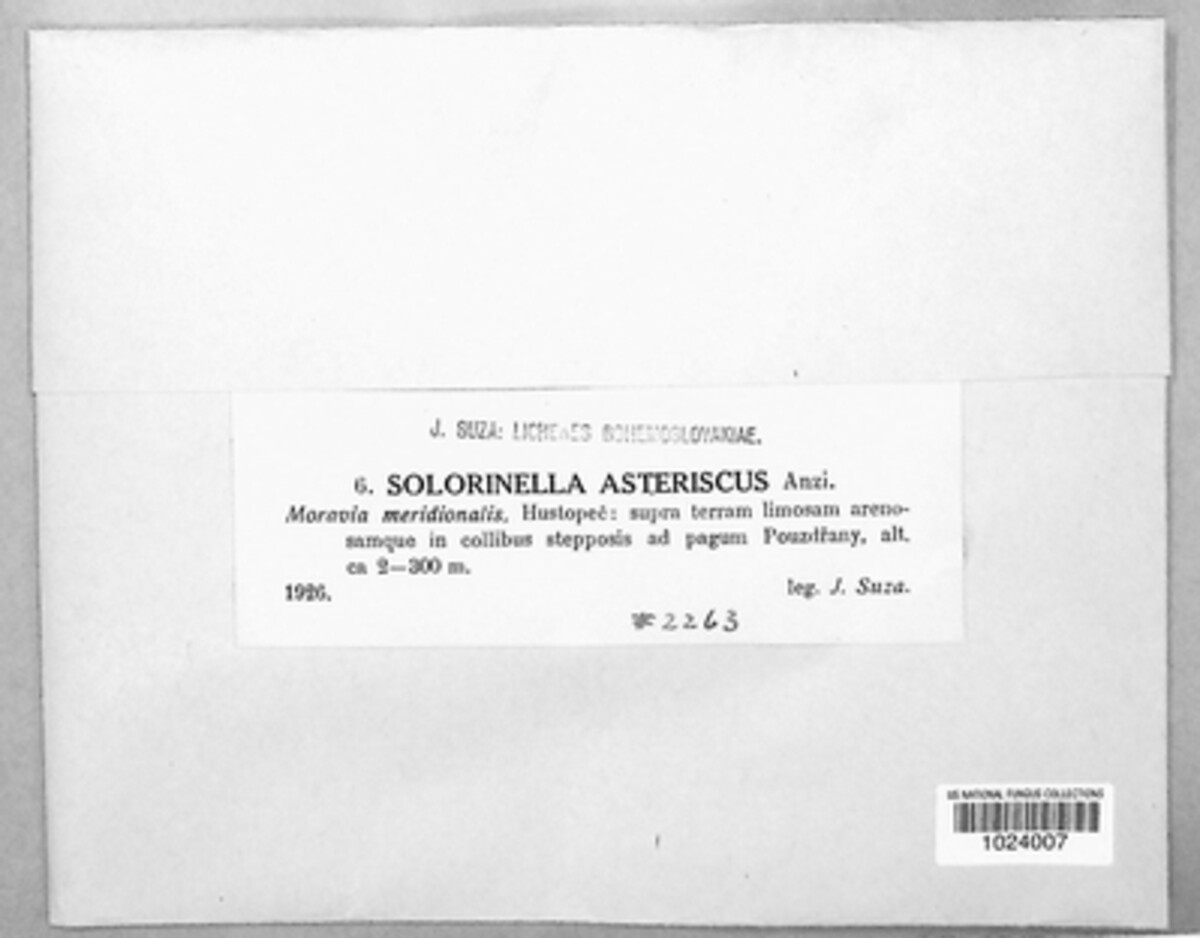 J. SUZA: LICHENES BOHEMOSLOVAKIAE.
6. SOLORINELLA ASTERISCUS Anzi.
Moravia meridionalis. Hustopeč: supra terram limosam areno-
samque in collibus stepposis ad pagum Pouzdřany, alt.
ca 2—300 m.
1926.
leg. J. Suza.
2263
US NATIONAL FUNGUS COLLECTIONS
1024007